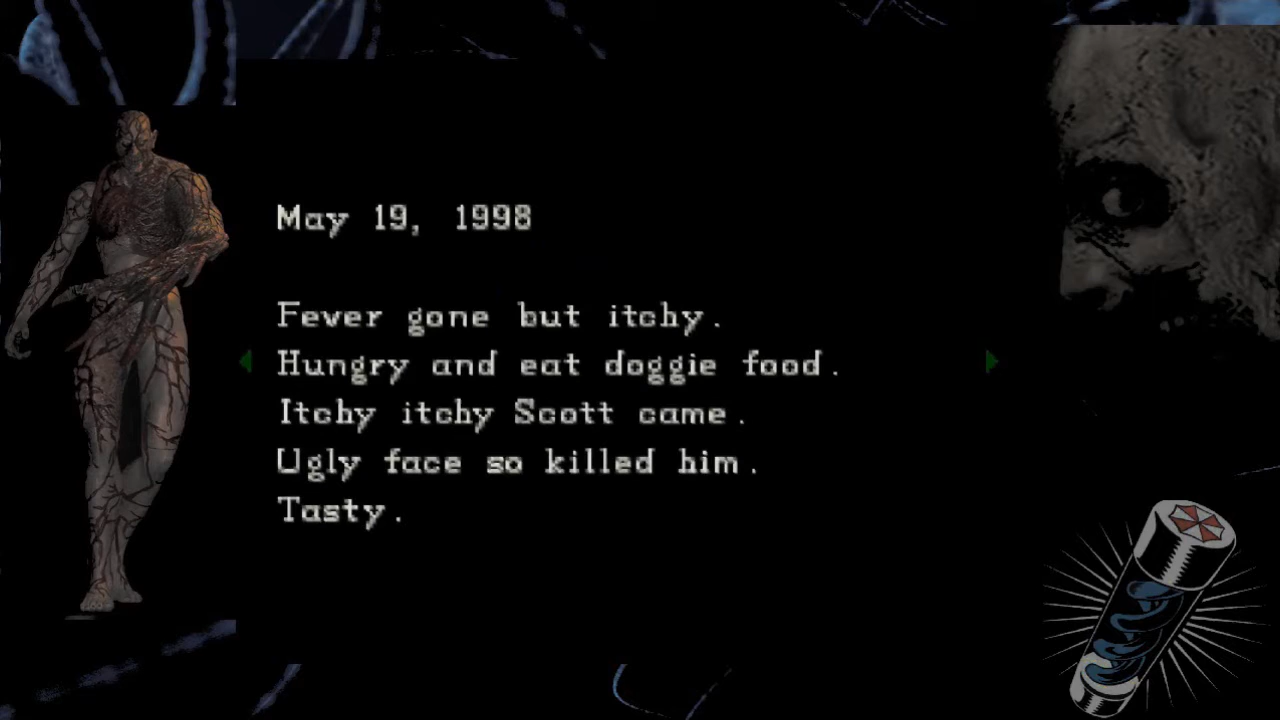 May 19, 1998
Fever gone but itchy.
Hungry and eat doggie food.
Itchy itchy Scott came.
Ugly face so killed him.
Tasty.